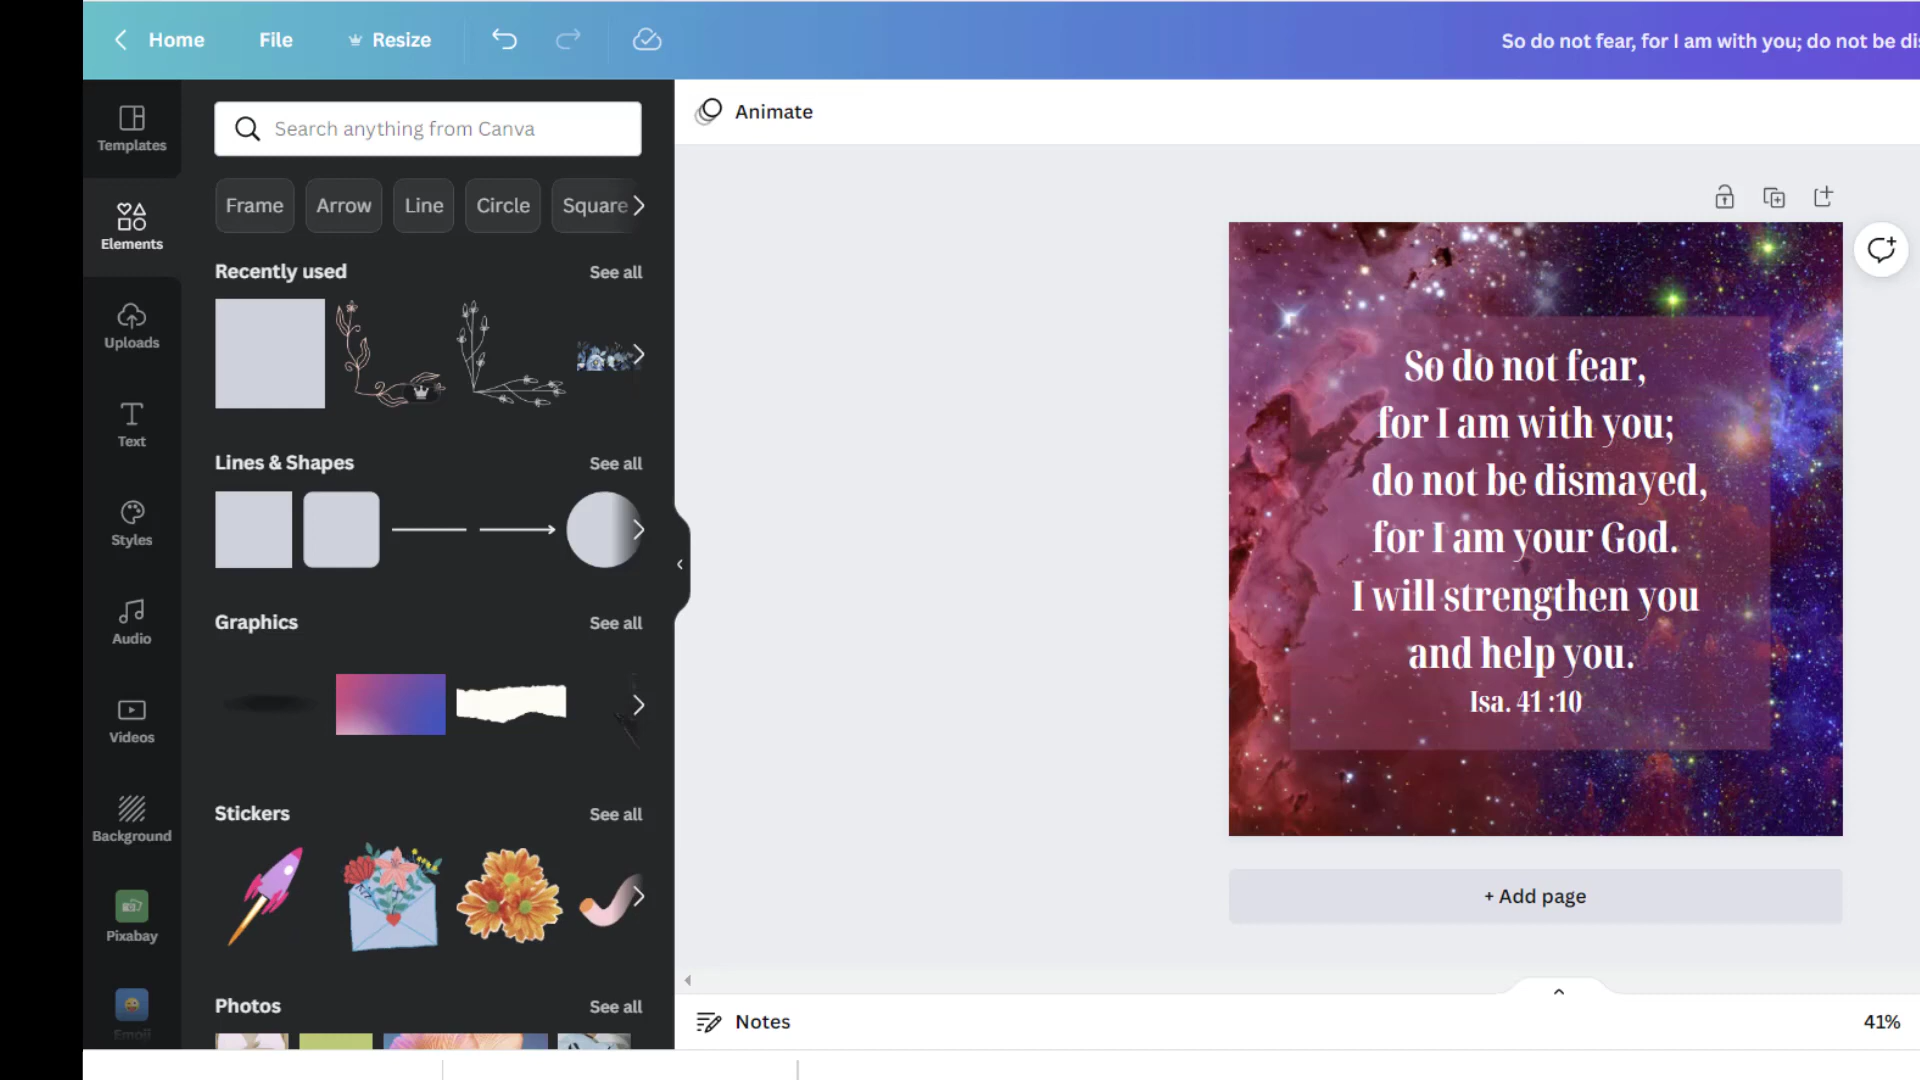 Home
File
Resize
So do not fear, for I am with you; do not be
Templates
Elements
Uploads
Text
Styles
Audio
Videos
Background
Pixabay
Emoji
Search anything from Canva
Frame
Arrow
Line
Circle
Square
Recently used
See all
Lines & Shapes
See all
Graphics
See all
Stickers
See all
Photos
See all
Animate
So do not fear,
for I am with you;
do not be dismayed,
for I am your God.
I will strengthen you
and help you.
Isa. 41 :10
+ Add page
Notes
41%